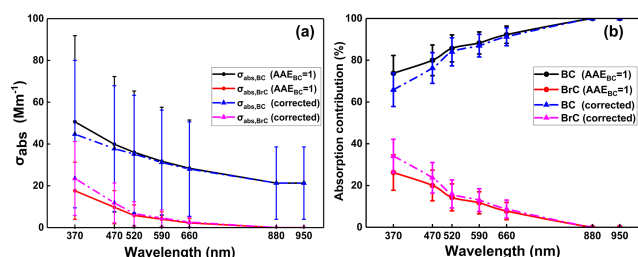 (a)
σabs,BC (AAEBC=1)
σabs,BrC (AAEBC=1)
σabs,BC (corrected)
σabs,BrC (corrected)
σabs (Mm-1)
100
80
60
40
20
0
370 470 520 590 660 880 950
Wavelength (nm)
(b)
BC (AAEBC=1)
BrC (AAEBC=1)
BC (corrected)
BrC (corrected)
Absorption contribution (%)
100
80
60
40
20
0
370 470 520 590 660 880 950
Wavelength (nm)